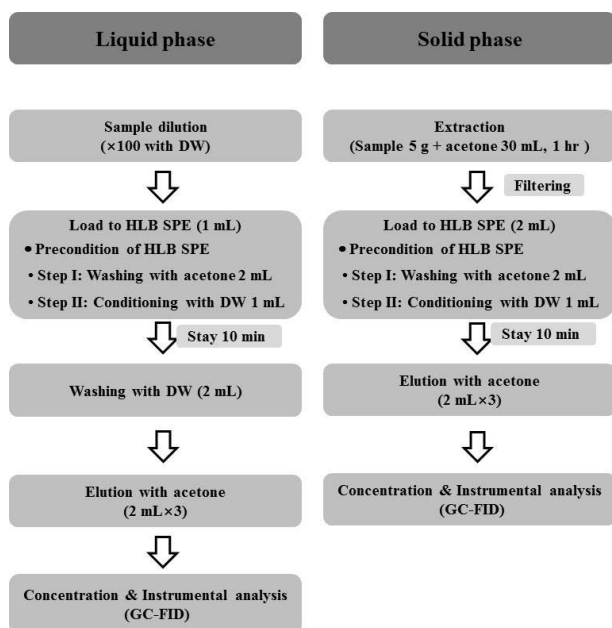 Liquid phase
Sample dilution
(×100 with DW)
Load to HLB SPE (1 mL)
• Precondition of HLB SPE
• Step I: Washing with acetone 2 mL
• Step II: Conditioning with DW 1 mL
Stay 10 min
Washing with DW (2 mL)
Elution with acetone
(2 mL×3)
Concentration & Instrumental analysis
(GC-FID)
Solid phase
Extraction
(Sample 5 g + acetone 30 mL, 1 hr )
Filtering
Load to HLB SPE (2 mL)
• Precondition of HLB SPE
• Step I: Washing with acetone 2 mL
• Step II: Conditioning with DW 1 mL
Stay 10 min
Elution with acetone
(2 mL×3)
Concentration & Instrumental analysis
(GC-FID)